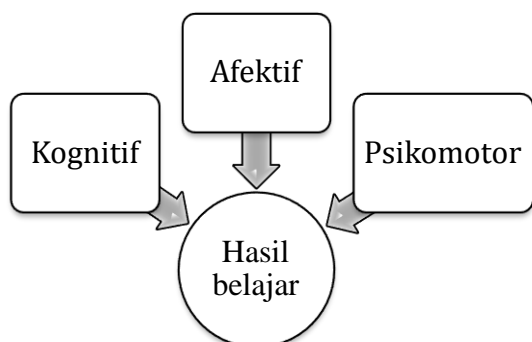 Afektif
Kognitif
Psikomotor
Hasil
belajar